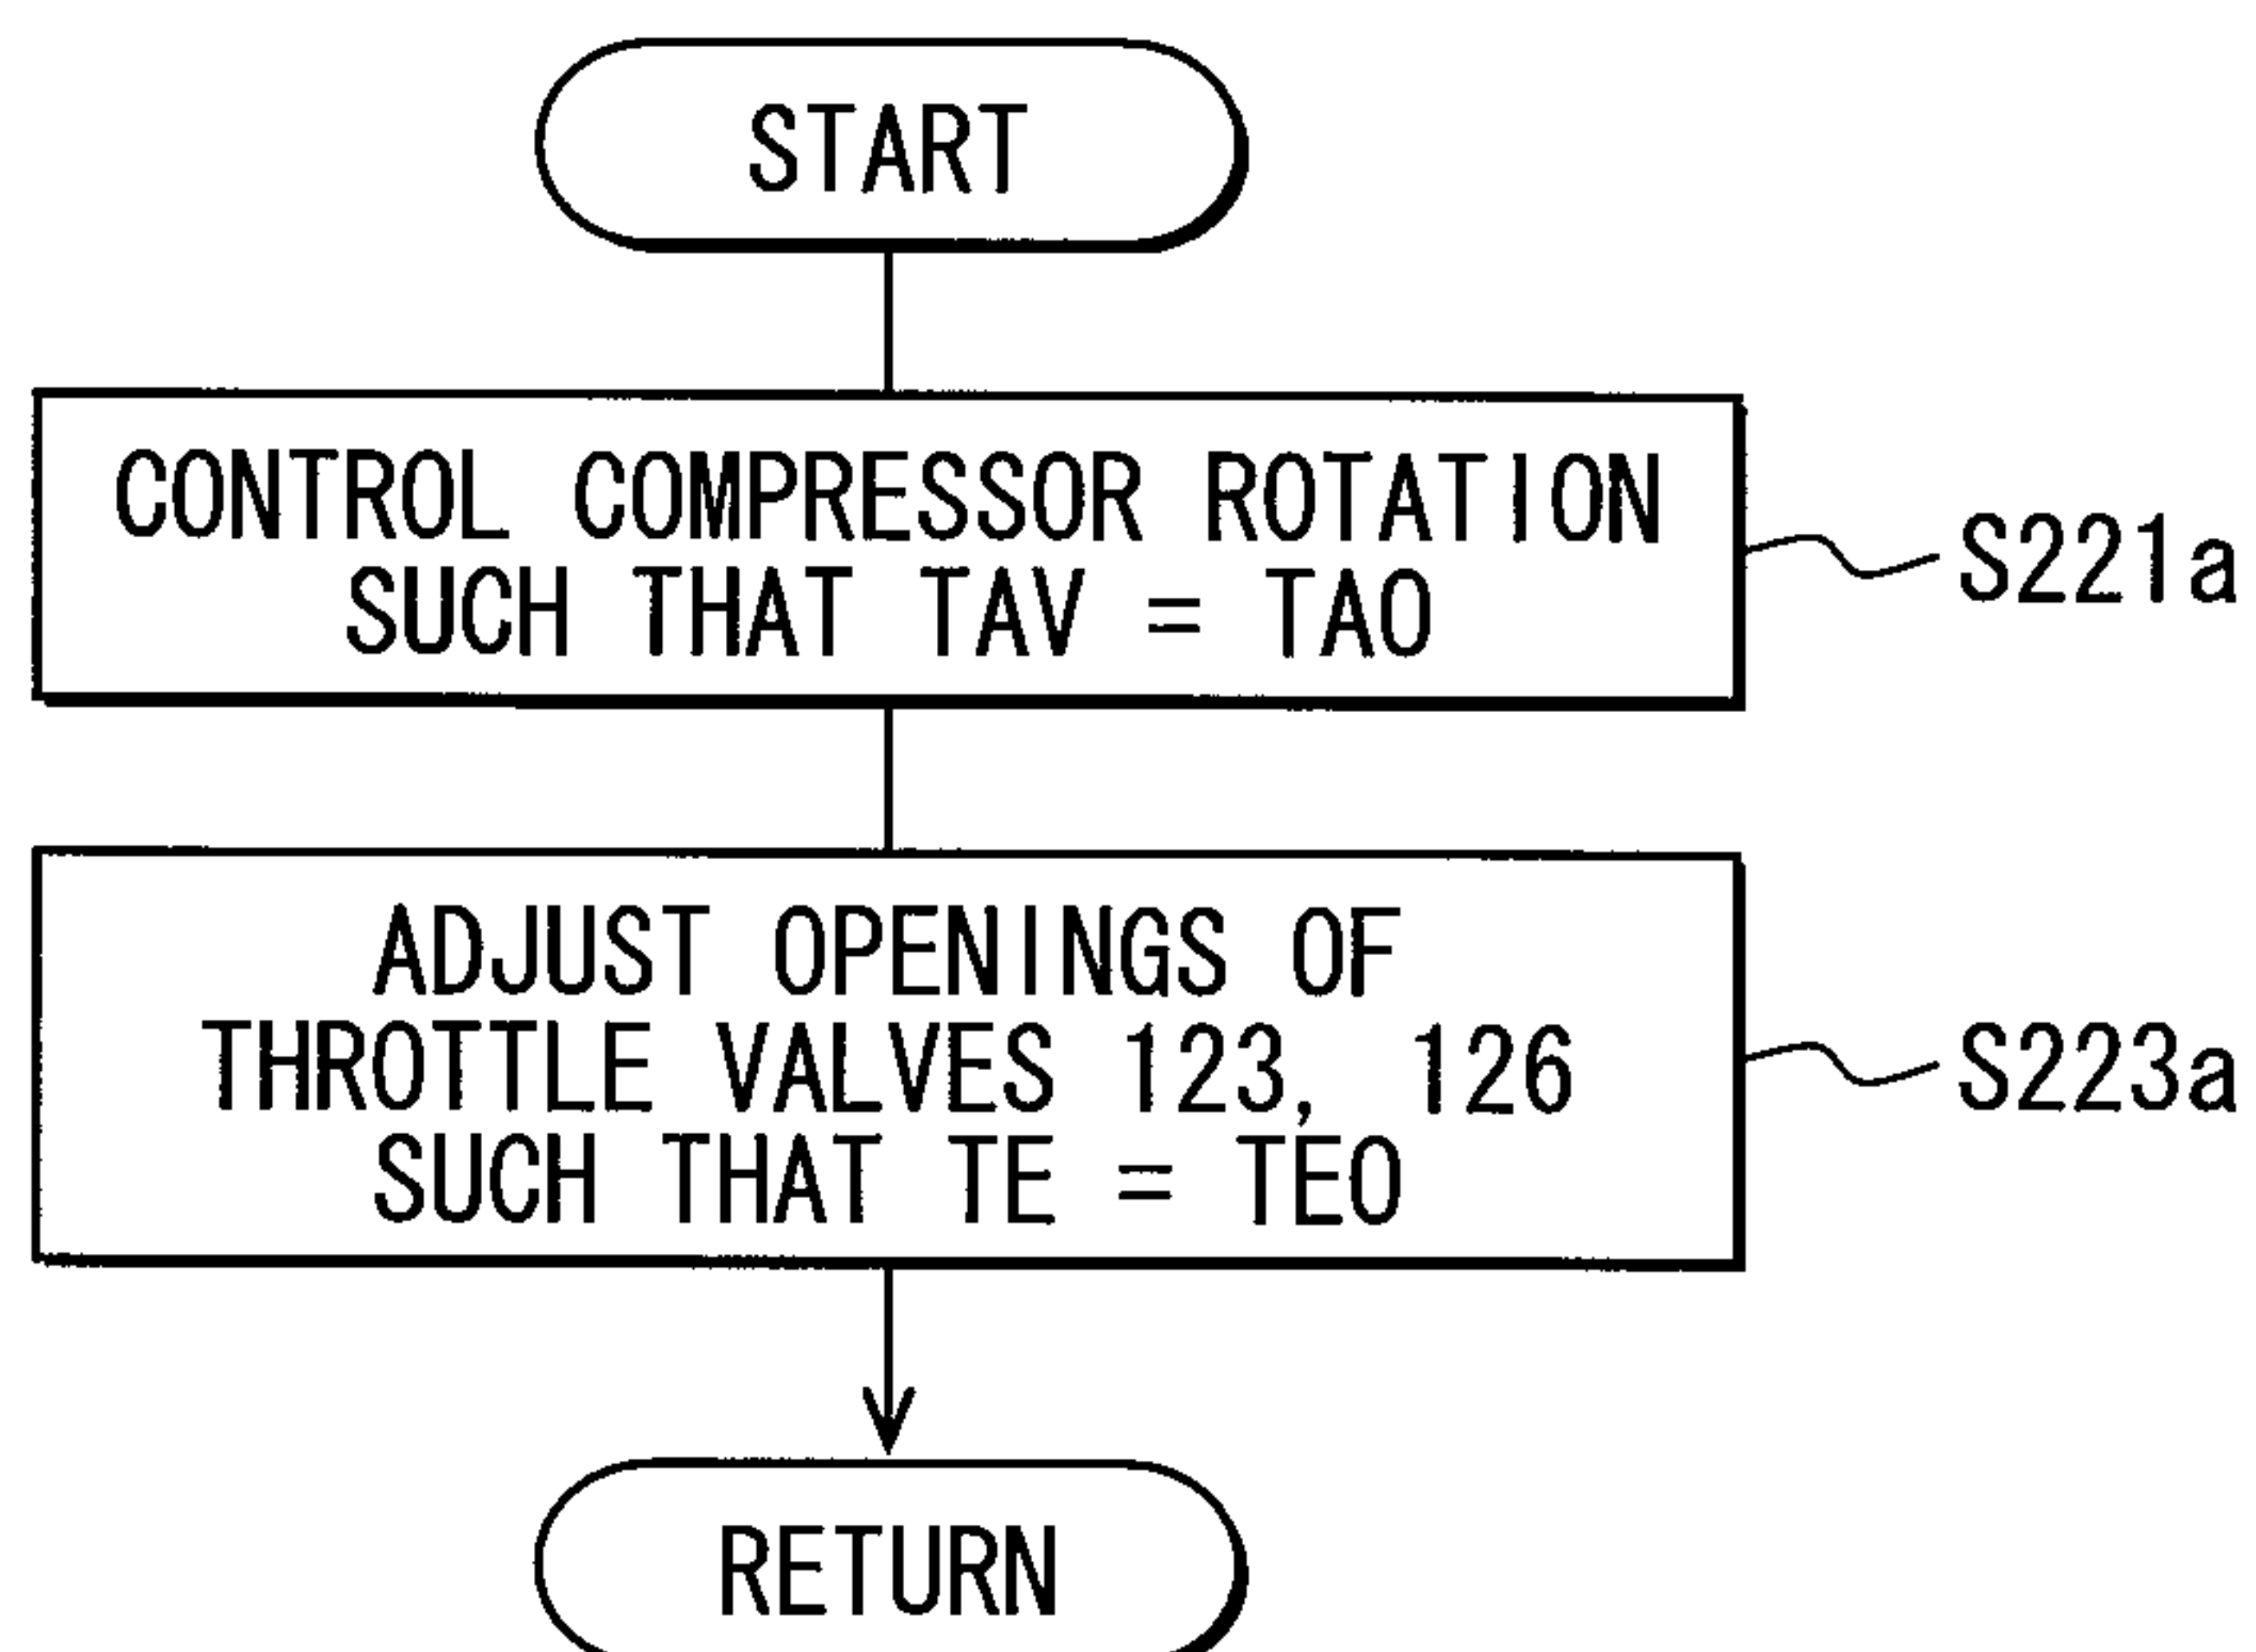 START
CONTROL COMPRESSOR ROTATION
SUCH THAT TAV = TAO
S221a
ADJUST OPENINGS OF
THROTTLE VALVES 123, 126
SUCH THAT TE = TEO
S223a
RETURN